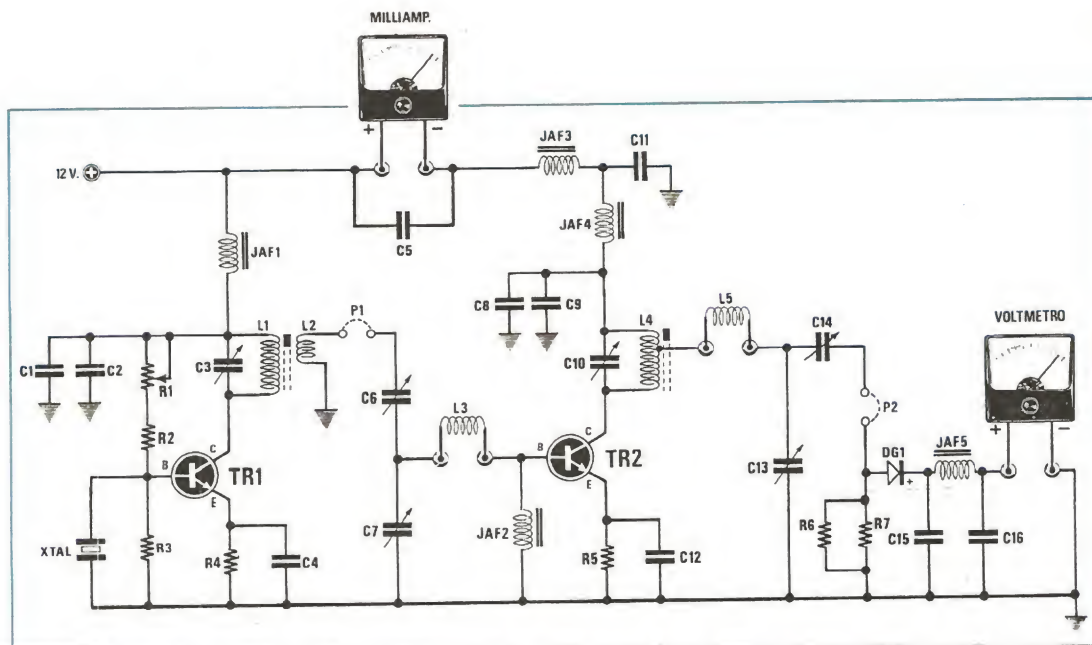 MILLIAMP.
+ −
JAF3
C11
12 V.
C5
JAF4
JAF1
C8
C9
L5
C14
L1
L2
P1
L4
VOLTMETRO
C1
C2
R1
C3
C10
P2
+ −
C6
L3
R2
C
B
TR1
E
C
B
TR2
E
C13
DG1
+
JAF5
C7
JAF2
R6
R7
C15
C16
XTAL
R3
R4
C4
R5
C12